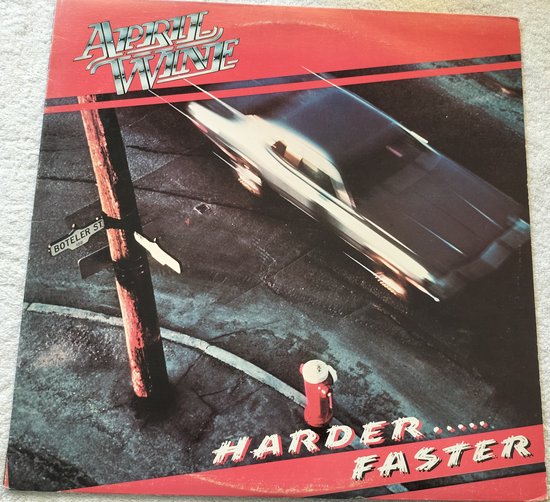 APRIL
WINE
BOTELER ST
HARDER.....
FASTER